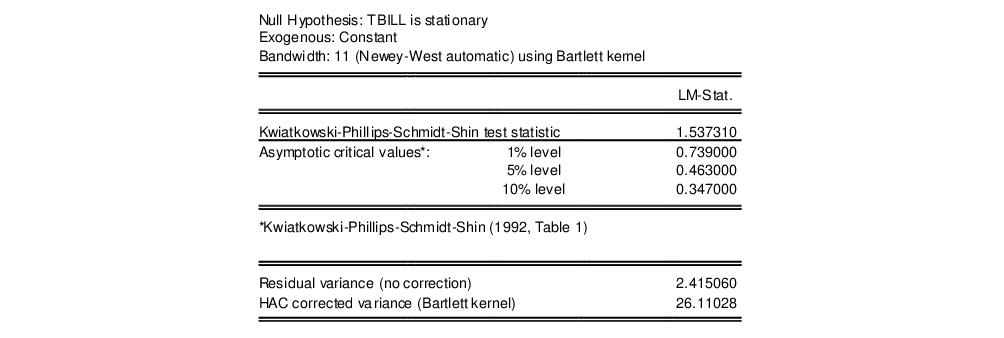 Null Hypothesis: TBILL is stationary
Exogenous: Constant
Bandwidth: 11 (Newey-West automatic) using Bartlett kernel
LM-Stat.
Kwiatkowski-Phillips-Schmidt-Shin test statistic 1.537310
Asymptotic critical values*: 1% level 0.739000
5% level 0.463000
10% level 0.347000
*Kwiatkowski-Phillips-Schmidt-Shin (1992, Table 1)
Residual variance (no correction) 2.415060
HAC corrected variance (Bartlett kernel) 26.11028